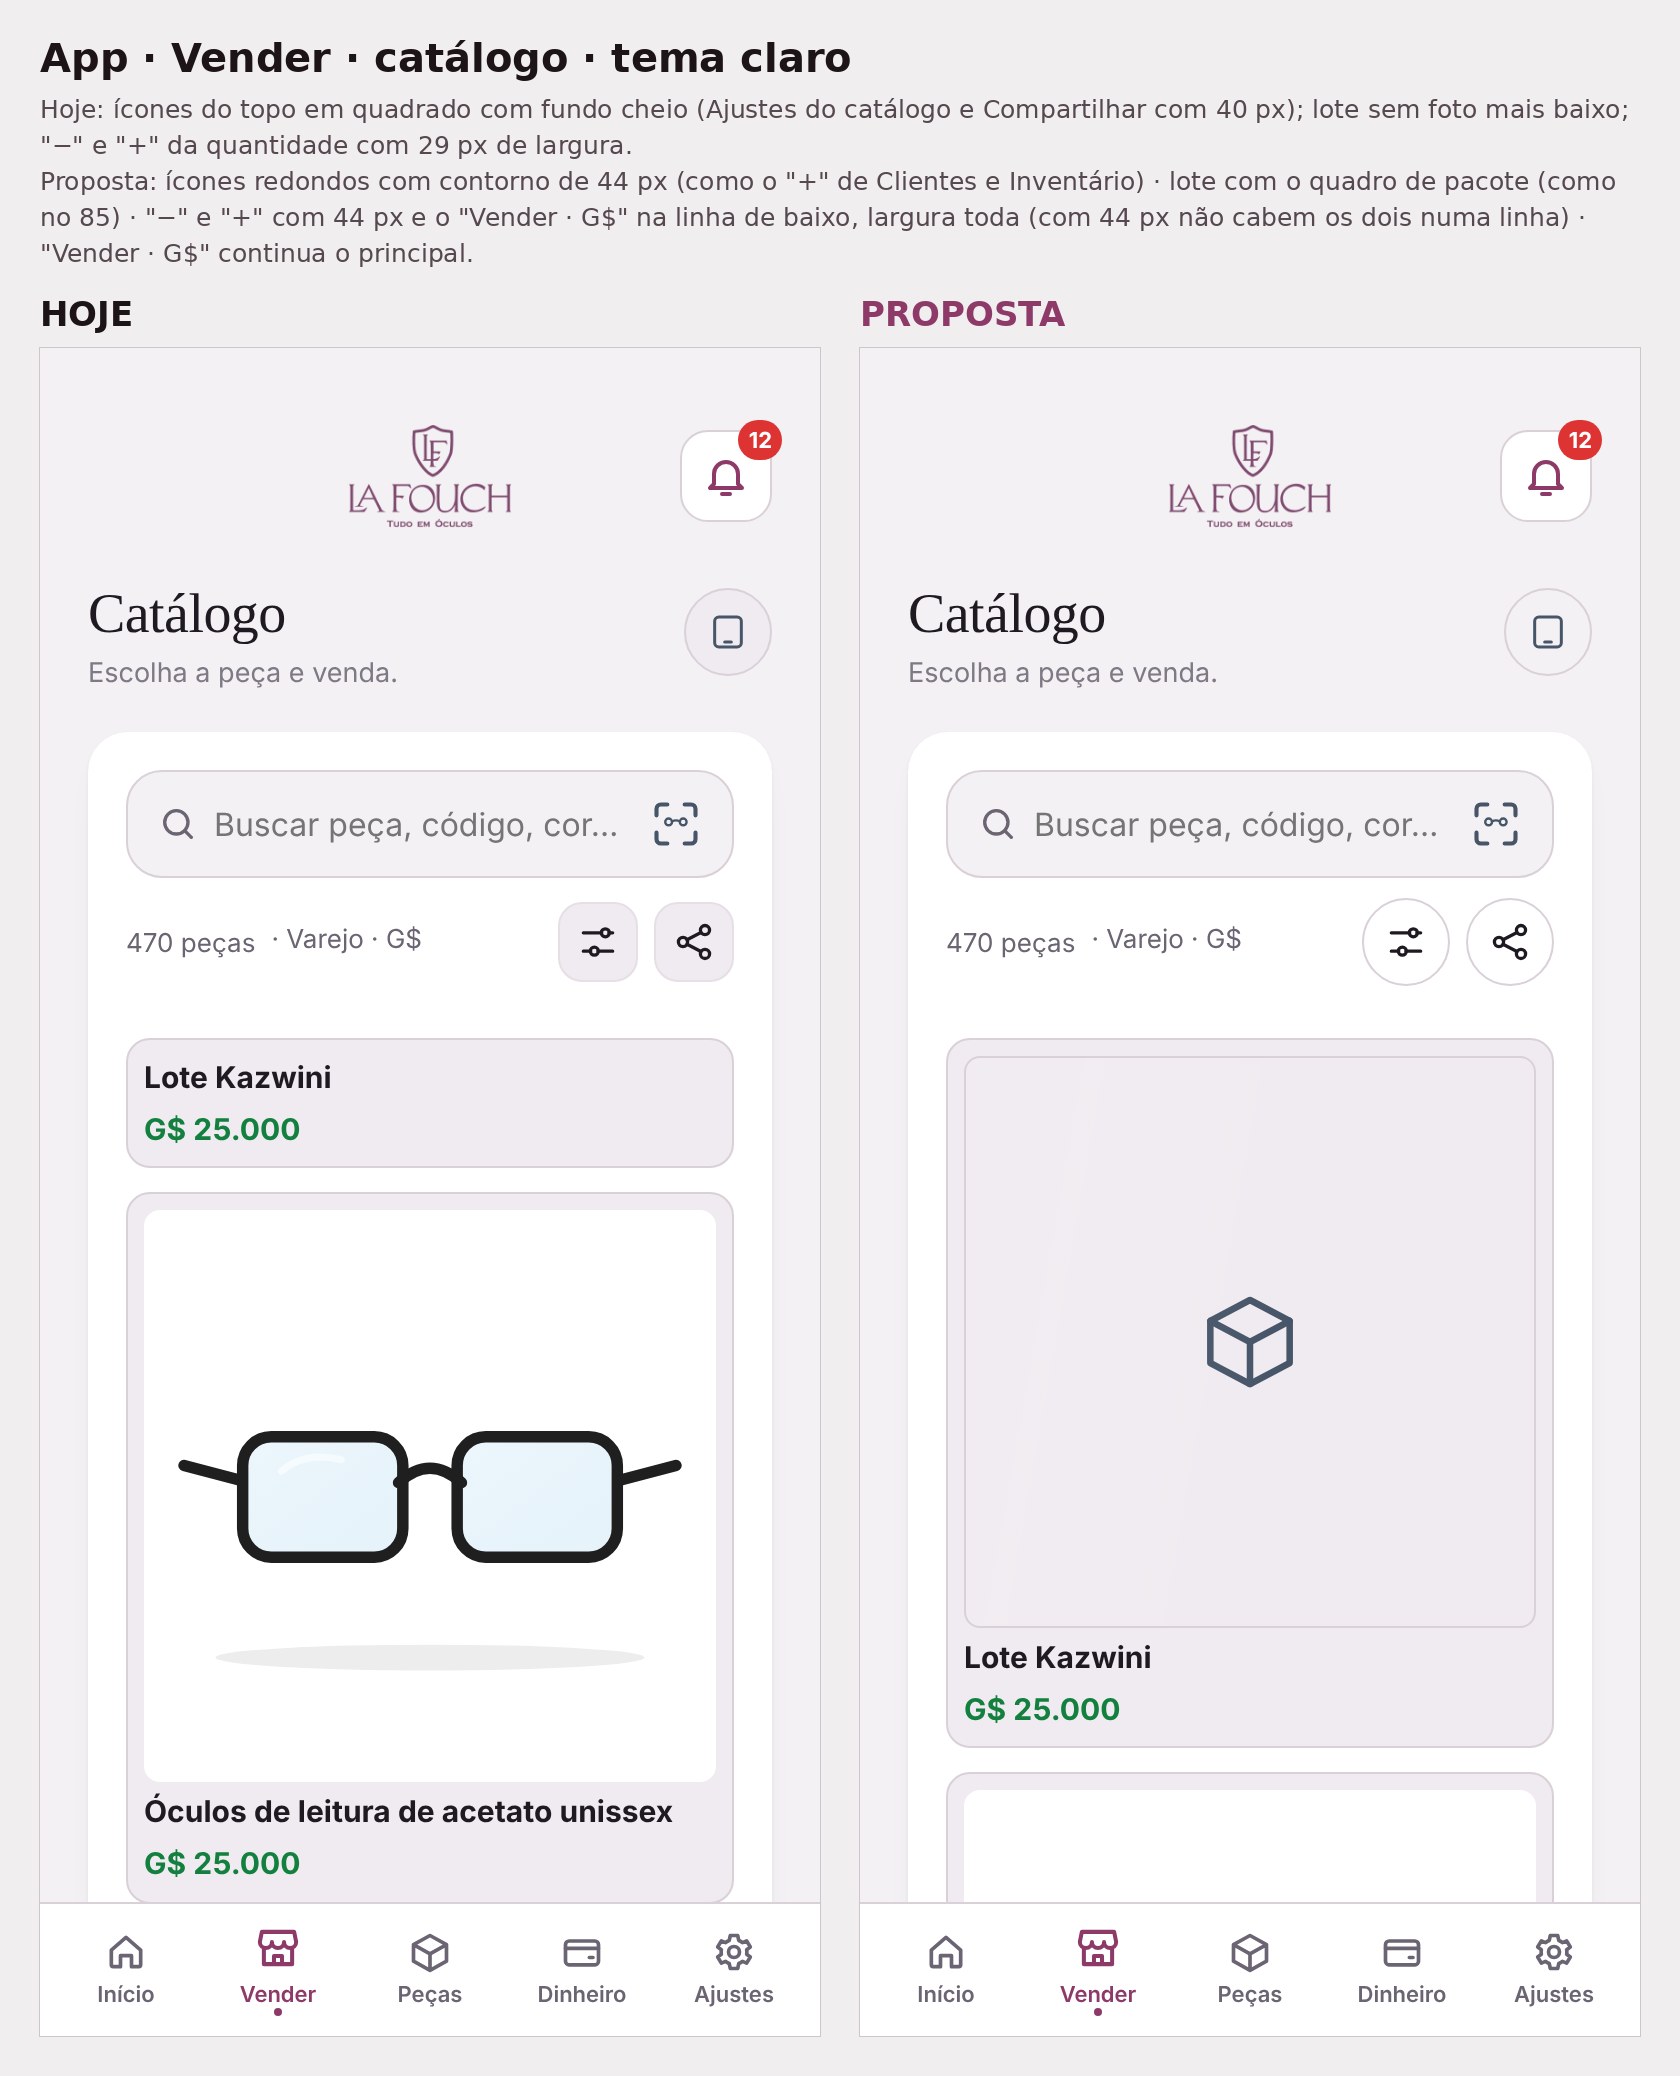 App · Vender · catálogo · tema claro
Hoje: ícones do topo em quadrado com fundo cheio (Ajustes do catálogo e Compartilhar com 40 px); lote sem foto mais baixo;
"−" e "+" da quantidade com 29 px de largura.
Proposta: ícones redondos com contorno de 44 px (como o "+" de Clientes e Inventário) · lote com o quadro de pacote (como
no 85) · "−" e "+" com 44 px e o "Vender · G$" na linha de baixo, largura toda (com 44 px não cabem os dois numa linha) ·
"Vender · G$" continua o principal.
HOJE
LF
LA FOUCH
TUDO EM ÓCULOS
12
Catálogo
Escolha a peça e venda.
Buscar peça, código, cor...
470 peças · Varejo · G$
Lote Kazwini
G$ 25.000
Óculos de leitura de acetato unissex
G$ 25.000
Início
Vender
Peças
Dinheiro
Ajustes
PROPOSTA
LF
LA FOUCH
TUDO EM ÓCULOS
12
Catálogo
Escolha a peça e venda.
Buscar peça, código, cor...
470 peças · Varejo · G$
Lote Kazwini
G$ 25.000
Início
Vender
Peças
Dinheiro
Ajustes